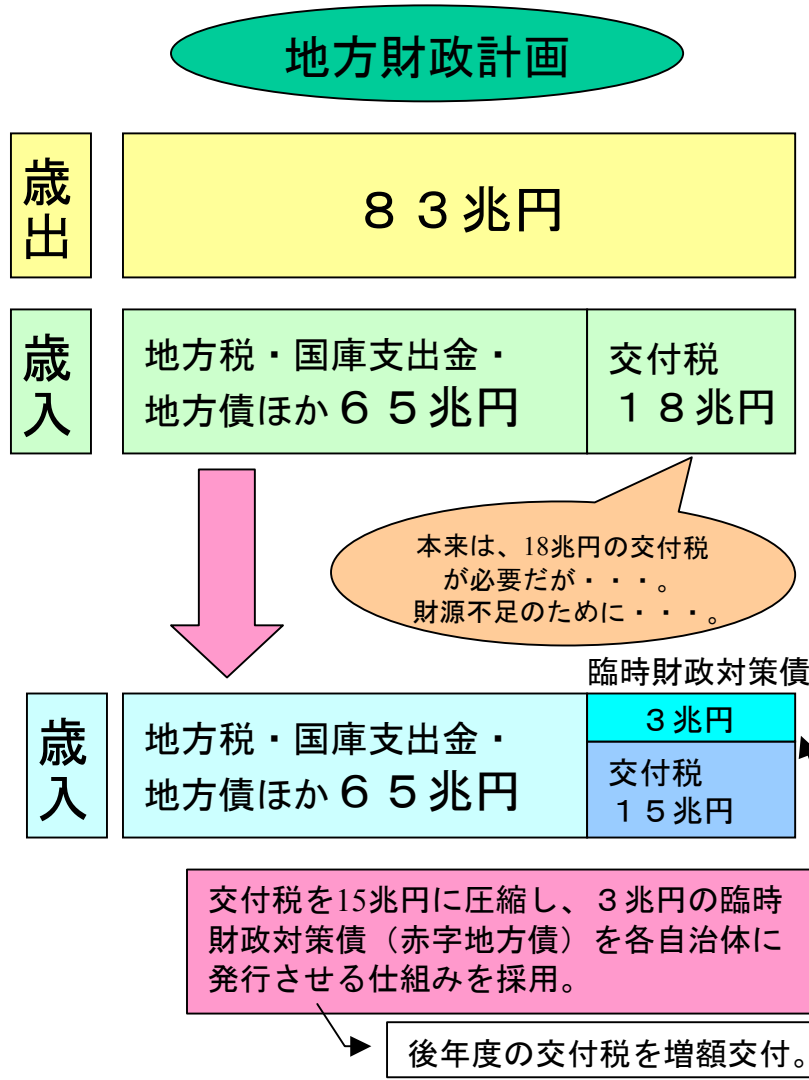 地方財政計画
歳出
８３兆円
歳入
地方税・国庫支出金・
地方債ほか６５兆円
交付税
１８兆円
本来は、18兆円の交付税
が必要だが・・・。
財源不足のために・・・。
臨時財政対策債
歳入
地方税・国庫支出金・
地方債ほか６５兆円
３兆円
交付税
１５兆円
交付税を15兆円に圧縮し、３兆円の臨時
財政対策債（赤字地方債）を各自治体に
発行させる仕組みを採用。
後年度の交付税を増額交付。